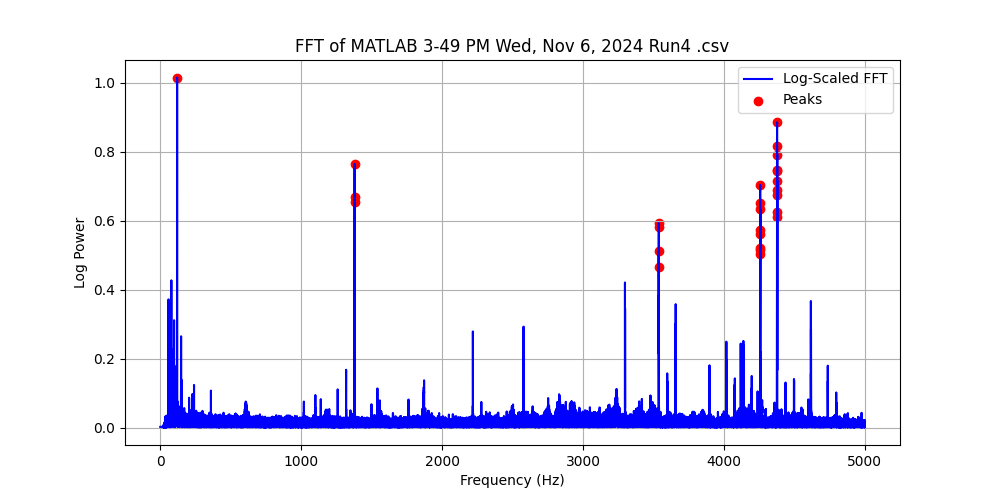 FFT of MATLAB 3-49 PM Wed, Nov 6, 2024 Run4 .csv
Log-Scaled FFT
Peaks
Log Power
1.0
0.8
0.6
0.4
0.2
0.0
0 1000 2000 3000 4000 5000
Frequency (Hz)